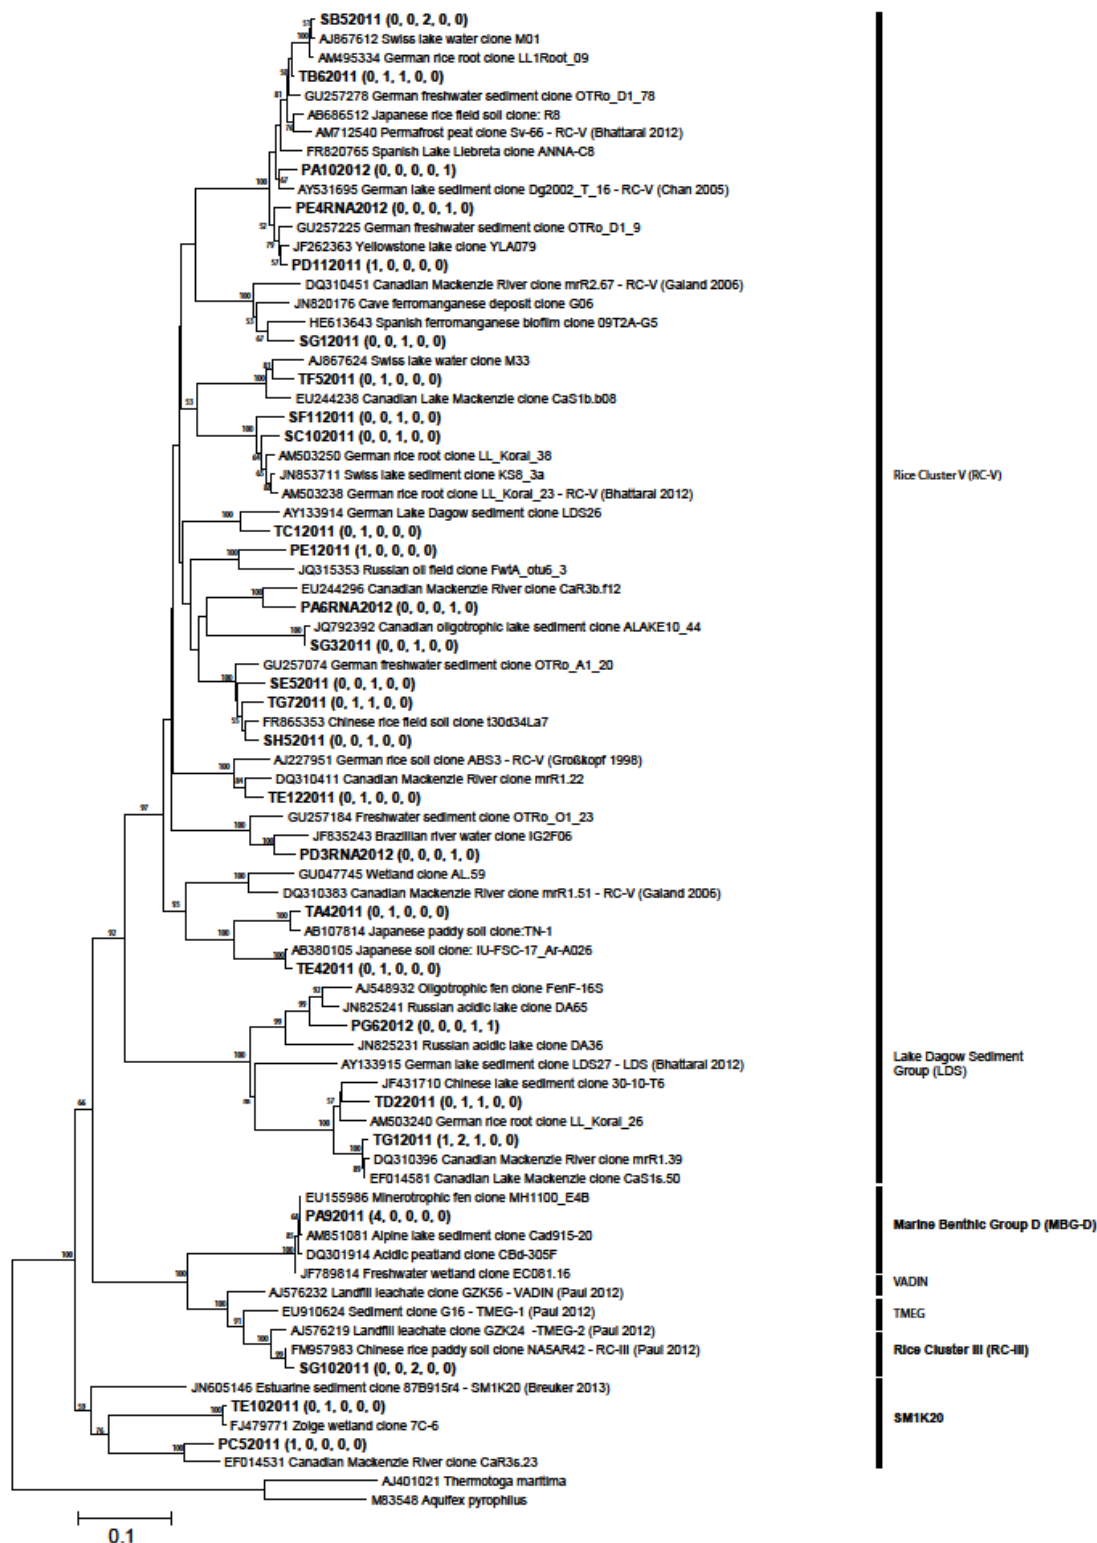 SB52011 (0, 0, 2, 0, 0)
AJ867612 Swiss lake water clone M01
AM495334 German rice root clone LL1Root_09
TB62011 (0, 1, 1, 0, 0)
GU257278 German freshwater sediment clone OTRo_D1_78
AB686512 Japanese rice field soil clone: R8
AM712540 Permafrost peat clone Sv-66 - RC-V (Bhattarai 2012)
FR820765 Spanish Lake Llebreta clone ANNA-C8
PA102012 (0, 0, 0, 0, 1)
AY531695 German lake sediment clone Dg2002_T_16 - RC-V (Chan 2005)
PE4RNA2012 (0, 0, 0, 1, 0)
GU257225 German freshwater sediment clone OTRo_D1_9
JF262363 Yellowstone lake clone YLA079
PD112011 (1, 0, 0, 0, 0)
DQ310451 Canadian Mackenzie River clone mrR2.67 - RC-V (Galand 2006)
JN820176 Cave ferromanganese deposit clone G06
HE613643 Spanish ferromanganese biofilm clone 09T2A-G5
SG12011 (0, 0, 1, 0, 0)
AJ867624 Swiss lake water clone M33
TF52011 (0, 1, 0, 0, 0)
EU244238 Canadian Lake Mackenzie clone CaS1b.b08
SF112011 (0, 0, 1, 0, 0)
SC102011 (0, 0, 1, 0, 0)
AM503250 German rice root clone LL_Koral_38
JN853711 Swiss lake sediment clone KS8_3a
AM503238 German rice root clone LL_Koral_23 - RC-V (Bhattarai 2012)
Rice Cluster V (RC-V)
AY133914 German Lake Dagow sediment clone LDS26
TC12011 (0, 1, 0, 0, 0)
PE12011 (1, 0, 0, 0, 0)
JQ315353 Russian oil field clone FwtA_otu6_3
EU244296 Canadian Mackenzie River clone CaR3b.f12
PA6RNA2012 (0, 0, 0, 1, 0)
JQ792392 Canadian oligotrophic lake sediment clone ALAKE10_44
SG32011 (0, 0, 1, 0, 0)
GU257074 German freshwater sediment clone OTRo_A1_20
SE52011 (0, 0, 1, 0, 0)
TG72011 (0, 1, 1, 0, 0)
FR865353 Chinese rice field soil clone t30d34La7
SH52011 (0, 0, 1, 0, 0)
AJ227951 German rice soil clone ABS3 - RC-V (Großkopf 1998)
DQ310411 Canadian Mackenzie River clone mrR1.22
TE122011 (0, 1, 0, 0, 0)
GU257184 Freshwater sediment clone OTRo_O1_23
JF835243 Brazilian river water clone IG2F06
PD3RNA2012 (0, 0, 0, 1, 0)
GU047745 Wetland clone AL.59
DQ310383 Canadian Mackenzie River clone mrR1.51 - RC-V (Galand 2006)
TA42011 (0, 1, 0, 0, 0)
AB107814 Japanese paddy soil clone:TN-1
AB380105 Japanese soil clone: IU-FSC-17_Ar-A026
TE42011 (0, 1, 0, 0, 0)
AJ548932 Oligotrophic fen clone FenF-16S
JN825241 Russian acidic lake clone DA65
PG62012 (0, 0, 0, 1, 1)
JN825231 Russian acidic lake clone DA36
AY133915 German lake sediment clone LDS27 - LDS (Bhattarai 2012)
Lake Dagow Sediment
Group (LDS)
JF431710 Chinese lake sediment clone 30-10-T6
TD22011 (0, 1, 1, 0, 0)
AM503240 German rice root clone LL_Koral_26
TG12011 (1, 2, 1, 0, 0)
DQ310396 Canadian Mackenzie River clone mrR1.39
EF014581 Canadian Lake Mackenzie clone CaS1s.50
EU155986 Minerotrophic fen clone MH1100_E4B
PA92011 (4, 0, 0, 0, 0)
Marine Benthic Group D (MBG-D)
AM851081 Alpine lake sediment clone Cad915-20
DQ301914 Acidic peatland clone CBd-305F
JF789814 Freshwater wetland clone EC081.16
VADIN
AJ576232 Landfill leachate clone GZK56 - VADIN (Paul 2012)
EU910624 Sediment clone G16 - TMEG-1 (Paul 2012)
TMEG
AJ576219 Landfill leachate clone GZK24 -TMEG-2 (Paul 2012)
FM957983 Chinese rice paddy soil clone NA5AR42 - RC-III (Paul 2012)
Rice Cluster III (RC-III)
SG102011 (0, 0, 2, 0, 0)
JN605146 Estuarine sediment clone 87B915r4 - SM1K20 (Breuker 2013)
TE102011 (0, 1, 0, 0, 0)
SM1K20
FJ479771 Zoige wetland clone 7C-6
PC52011 (1, 0, 0, 0, 0)
EF014531 Canadian Mackenzie River clone CaR3s.23
AJ401021 Thermotoga maritima
M83548 Aquifex pyrophilus
0.1